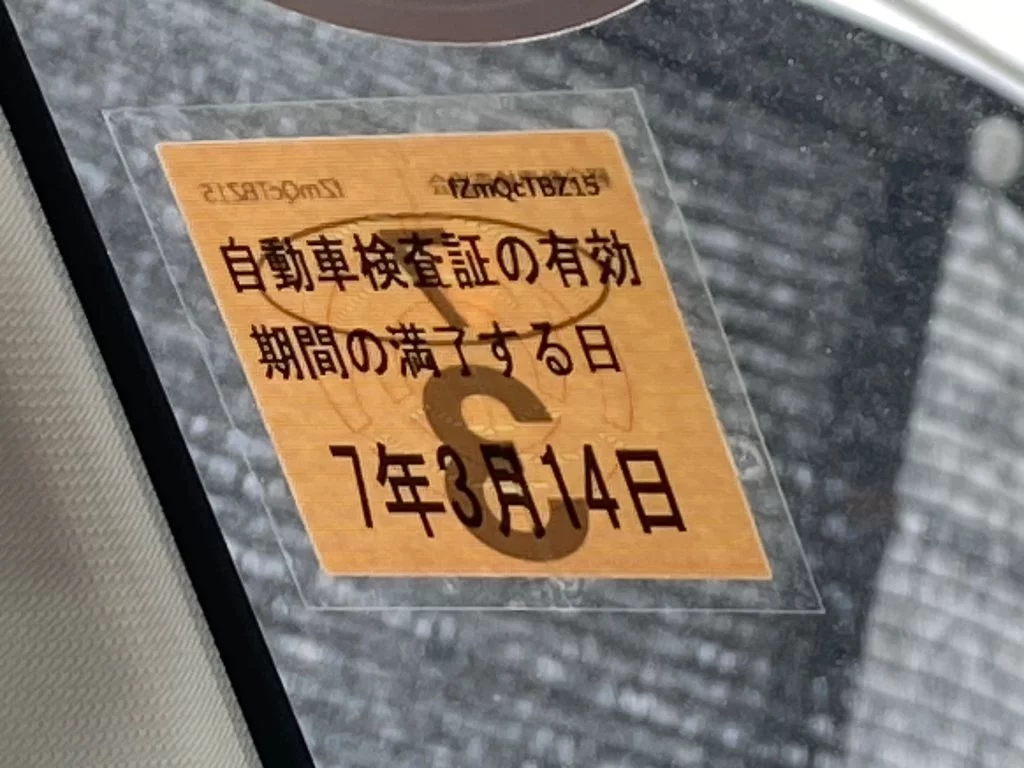 fZmQcTBZ15
自動車検査証の有効
期間の満了する日
7年3月14日